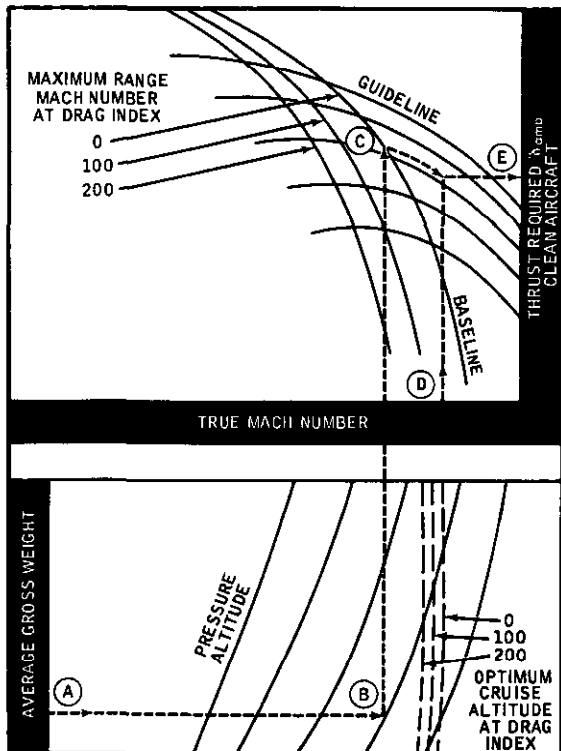 MAXIMUM RANGE
MACH NUMBER
AT DRAG INDEX
0
100
200
GUIDELINE
C
E
D
BASELINE
THRUST REQUIRED
CLEAN AIRCRAFT
TRUE MACH NUMBER
AVERAGE GROSS WEIGHT
PRESSURE
ALTITUDE
A
B
0
100
200
OPTIMUM
CRUISE
ALTITUDE
AT DRAG
INDEX